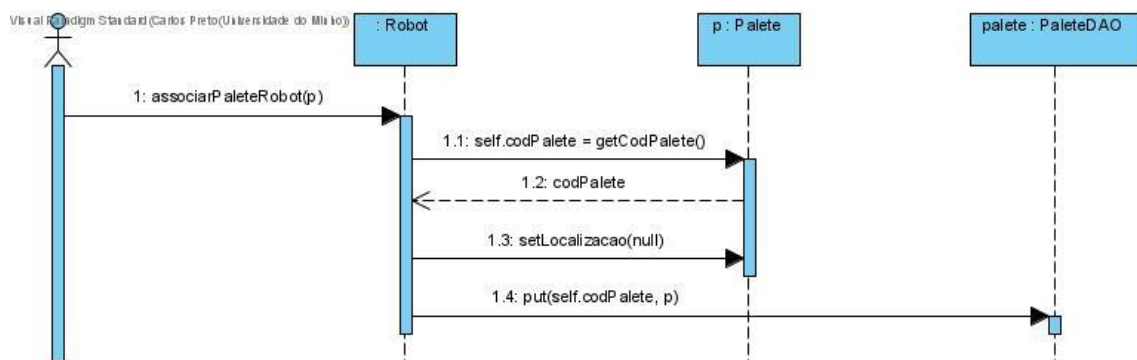 Visual Paradigm Standard(Carlos Preto(Universidade do Minho))
: Robot
p : Palete
palete : PaleteDAO
1: associarPaleteRobot(p)
1.1: self.codPalete = getCodPalete()
1.2: codPalete
1.3: setLocalizacao(null)
1.4: put(self.codPalete, p)